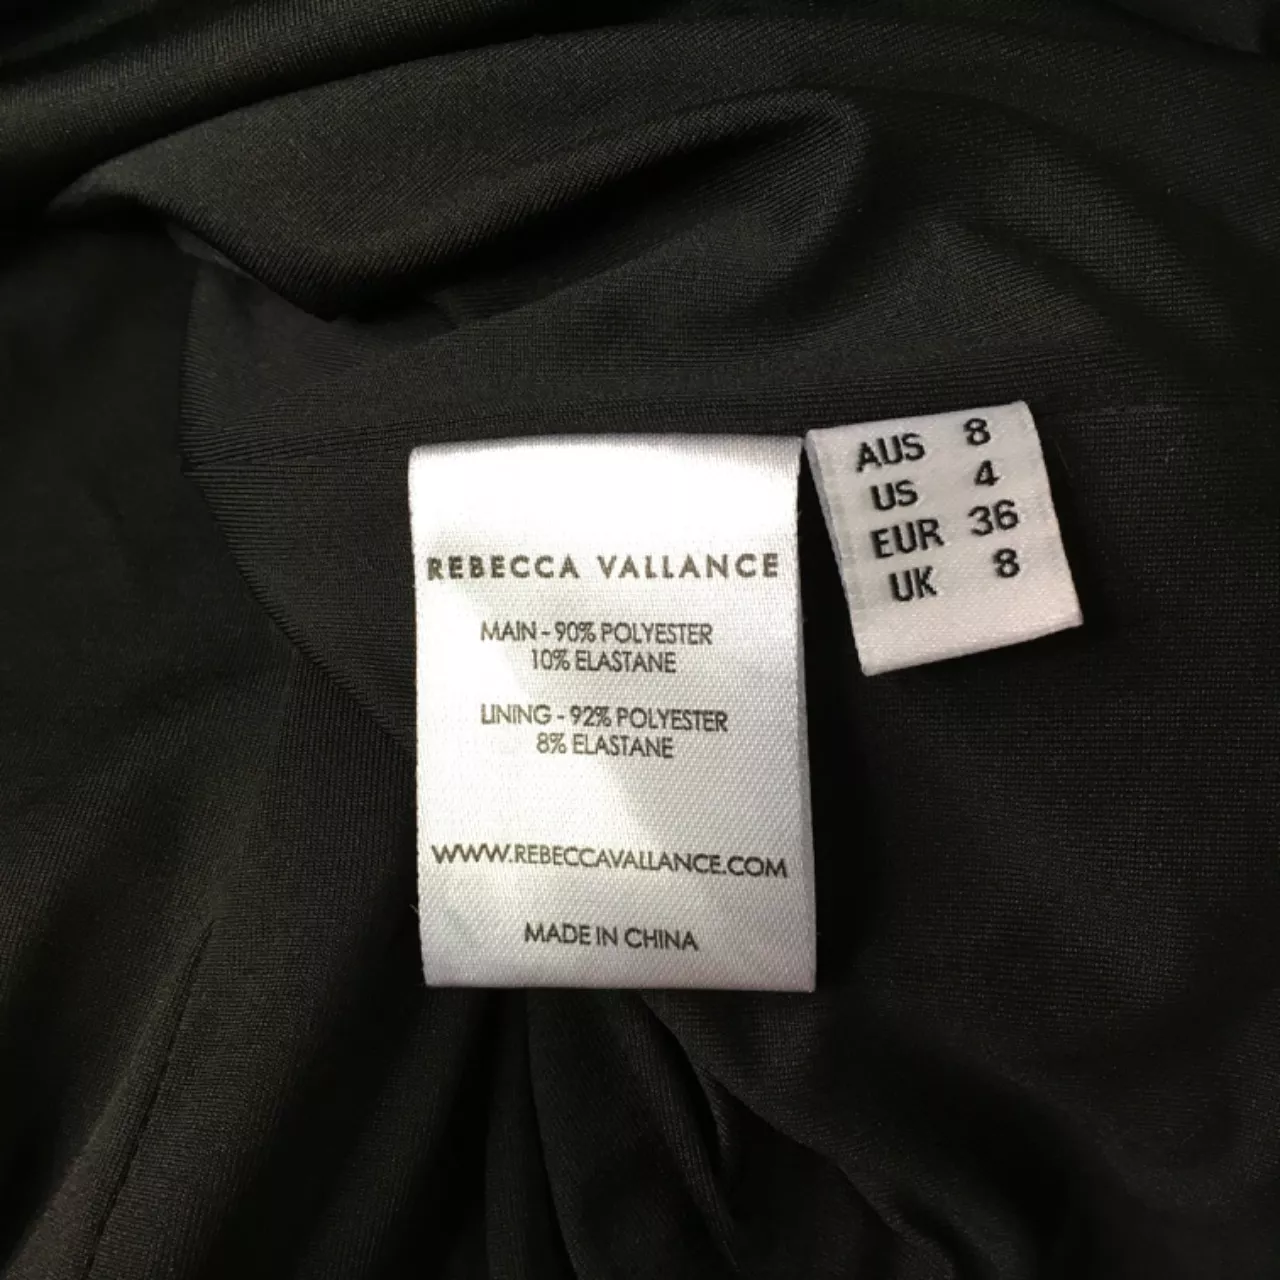 REBECCA VALLANCE
MAIN - 90% POLYESTER
10% ELASTANE
LINING - 92% POLYESTER
8% ELASTANE
WWW.REBECCAVALLANCE.COM
MADE IN CHINA
AUS 8
US 4
EUR 36
UK 8